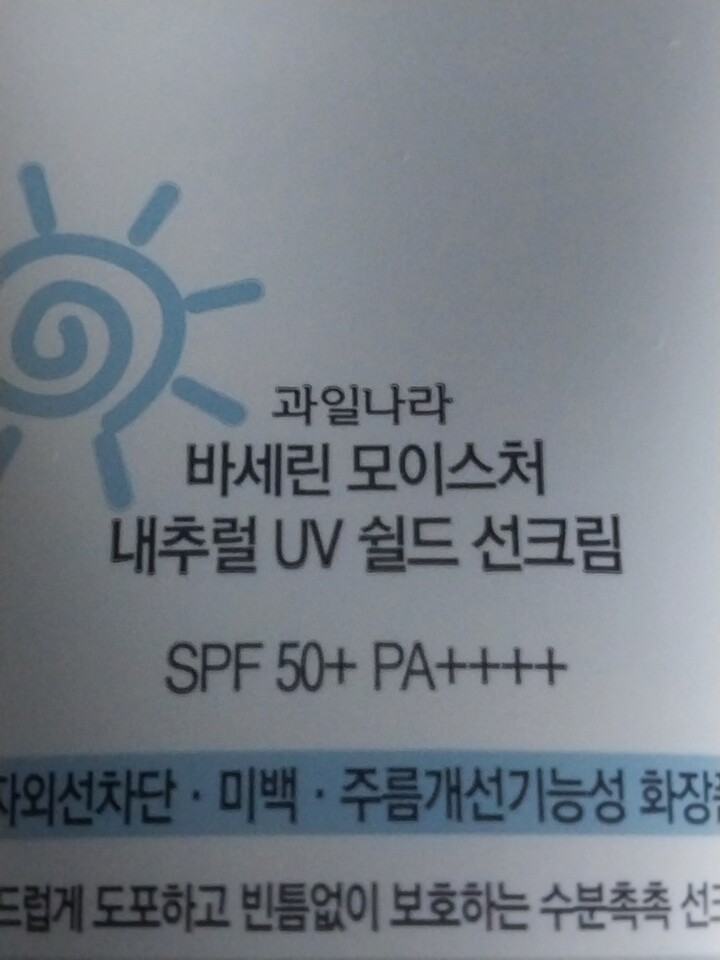 과일나라
바세린 모이스처
내추럴 UV 쉴드 선크림
SPF 50+ PA++++
자외선차단 · 미백 · 주름개선기능성 화장품
드럽게 도포하고 빈틈없이 보호하는 수분촉촉 선크